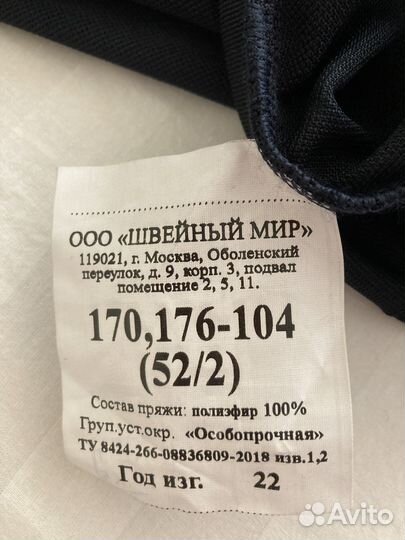 ООО «ШВЕЙНЫЙ МИР»
119021, г. Москва, Оболенский
переулок, д. 9, корп. 3, подвал
помещение 2, 5, 11.
170,176-104
(52/2)
Состав пряжи: полиэфир 100%
Груп.уст.окр. «Особопрочная»
ТУ 8424-266-08836809-2018 изв.1,2
Год изг. 22
Avito